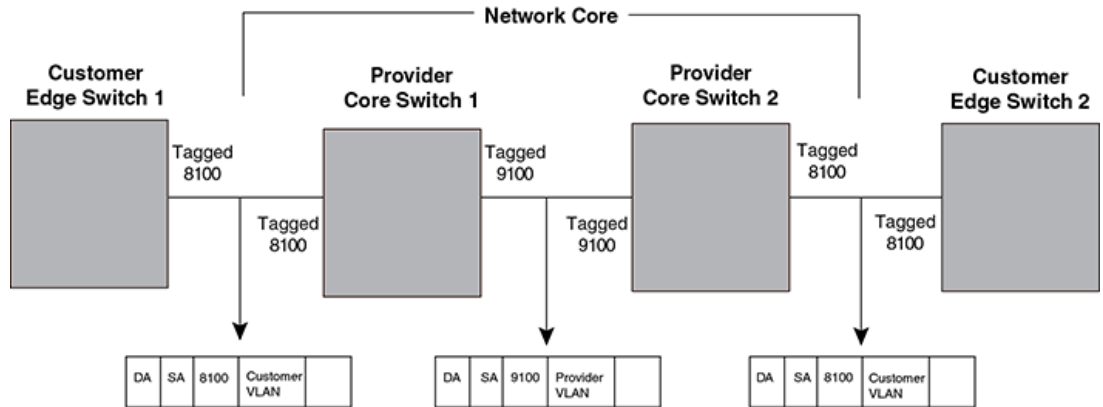 Network Core
Customer
Edge Switch 1
Provider
Core Switch 1
Provider
Core Switch 2
Customer
Edge Switch 2
Tagged
8100
Tagged
8100
Tagged
9100
Tagged
9100
Tagged
8100
Tagged
8100
DA SA 8100 Customer
VLAN
DA SA 9100 Provider
VLAN
DA SA 8100 Customer
VLAN